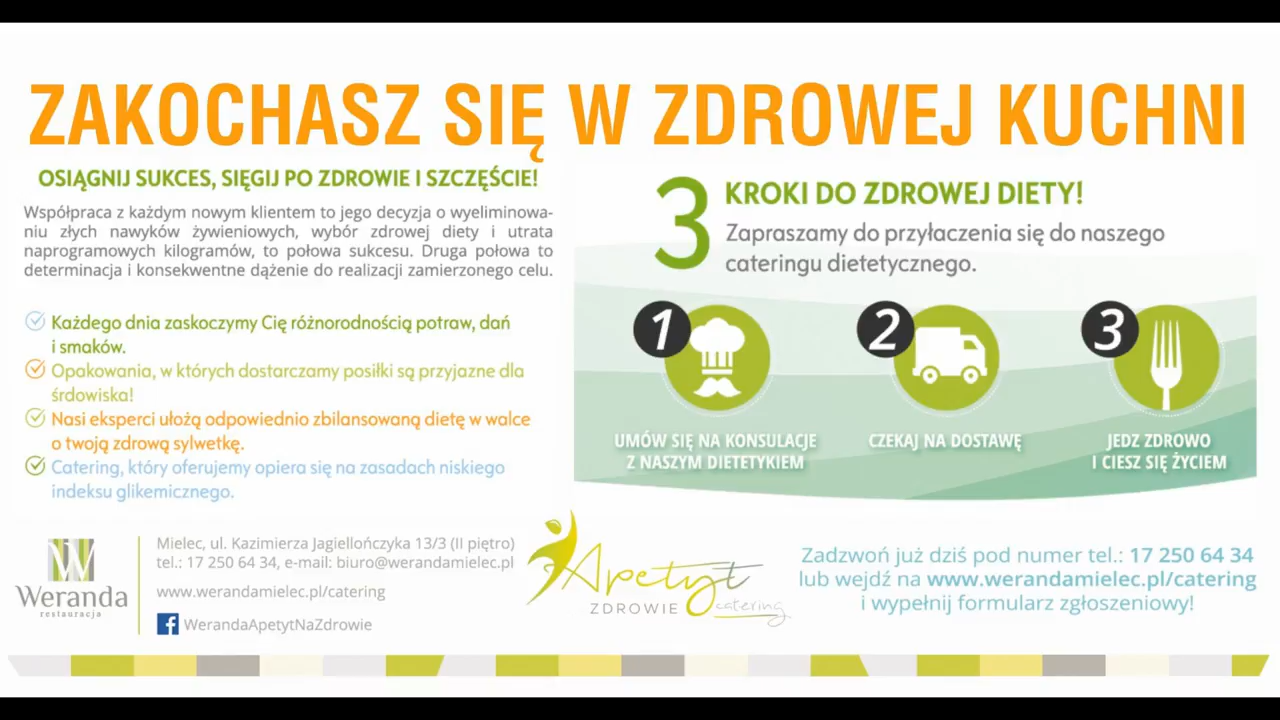 ZAKOCHASZ SIĘ W ZDROWEJ KUCHNI
OSIĄGNIJ SUKCES, SIĘGIJ PO ZDROWIE I SZCZĘŚCIE!
Współpraca z każdym nowym klientem to jego decyzja o wyeliminowa-
niu złych nawyków żywieniowych, wybór zdrowej diety i utrata
naprogramowych kilogramów, to połowa sukcesu. Druga połowa to
determinacja i konsekwentne dążenie do realizacji zamierzonego celu.
Każdego dnia zaskoczymy Cię różnorodnością potraw, dań
i smaków.
Opakowania, w których dostarczamy posiłki są przyjazne dla
śrdowiska!
Nasi eksperci ułożą odpowiednio zbilansowaną dietę w walce
o twoją zdrową sylwetkę.
Catering, który oferujemy opiera się na zasadach niskiego
indeksu glikemicznego.
3 KROKI DO ZDROWEJ DIETY!
Zapraszamy do przyłaczenia się do naszego
cateringu dietetycznego.
1
UMÓW SIĘ NA KONSULACJE
Z NASZYM DIETETYKIEM
2
CZEKAJ NA DOSTAWĘ
3
JEDZ ZDROWO
I CIESZ SIĘ ŻYCIEM
W
Weranda
restauracja
Mielec, ul. Kazimierza Jagiellończyka 13/3 (II piętro)
tel.: 17 250 64 34, e-mail: biuro@werandamielec.pl
www.werandamielec.pl/catering
f WerandaApetytNaZdrowie
Apetyt
ZDROWIE catering
Zadzwoń już dziś pod numer tel.: 17 250 64 34
lub wejdź na www.werandamielec.pl/catering
i wypełnij formularz zgłoszeniowy!